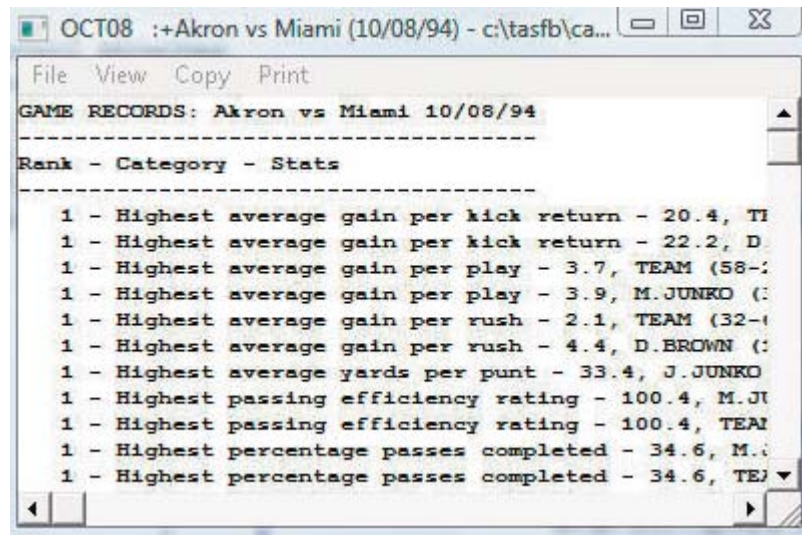 OCT08 :+Akron vs Miami (10/08/94) - c:\tasfb\ca...
File View Copy Print
GAME RECORDS: Akron vs Miami 10/08/94
---------------------------------------
Rank - Category - Stats
---------------------------------------
1 - Highest average gain per kick return - 20.4,
1 - Highest average gain per kick return - 22.2, D.
1 - Highest average gain per play - 3.7, TEAM (58-
1 - Highest average gain per play - 3.9, M.JUNKO (
1 - Highest average gain per rush - 2.1, TEAM (32-
1 - Highest average gain per rush - 4.4, D.BROWN (
1 - Highest average yards per punt - 33.4, J.JUNKO
1 - Highest passing efficiency rating - 100.4, M.JU
1 - Highest passing efficiency rating - 100.4, TEAM
1 - Highest percentage passes completed - 34.6, M.J
1 - Highest percentage passes completed - 34.6, TEA